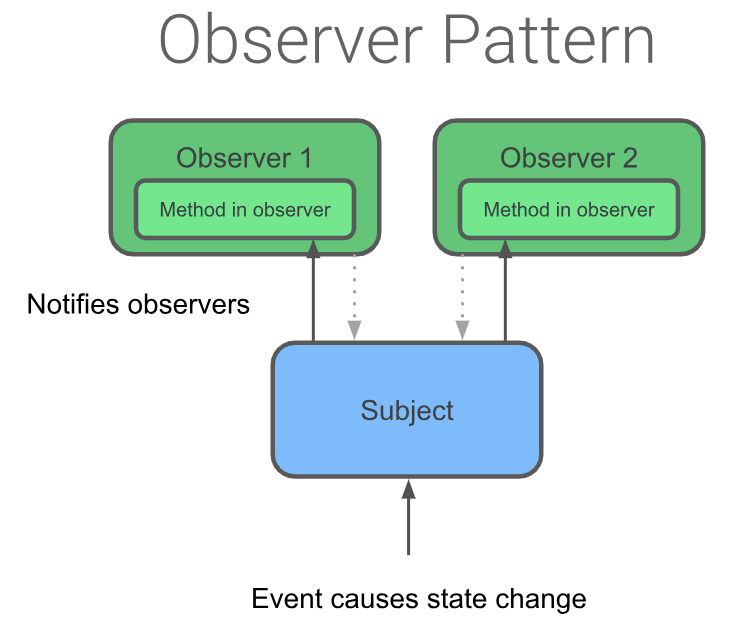 Observer Pattern
Observer 1
Method in observer
Observer 2
Method in observer
Notifies observers
Subject
Event causes state change